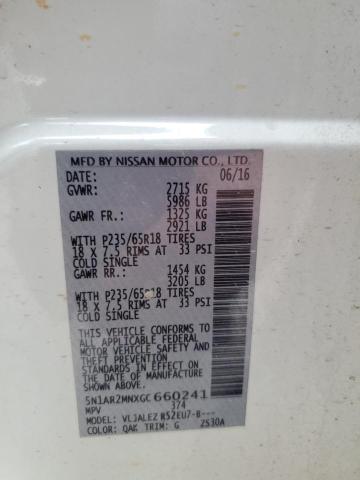 MFD BY NISSAN MOTOR CO., LTD.
DATE: 06/16
GVWR: 2715 KG
5986 LB
GAWR FR.: 1325 KG
2921 LB
WITH P235/65R18 TIRES
18 X 7.5 RIMS AT 33 PSI
COLD SINGLE
GAWR RR.: 1454 KG
3205 LB
WITH P235/65R18 TIRES
18 X 7.5 RIMS AT 33 PSI
COLD SINGLE
THIS VEHICLE CONFORMS TO
ALL APPLICABLE FEDERAL
MOTOR VEHICLE SAFETY AND
THEFT PREVENTION
STANDARDS IN EFFECT ON
THE DATE OF MANUFACTURE
SHOWN ABOVE.
5N1AR2MNXGC660241
MPV 374
MODEL:
COLOR: QAK TRIM: G